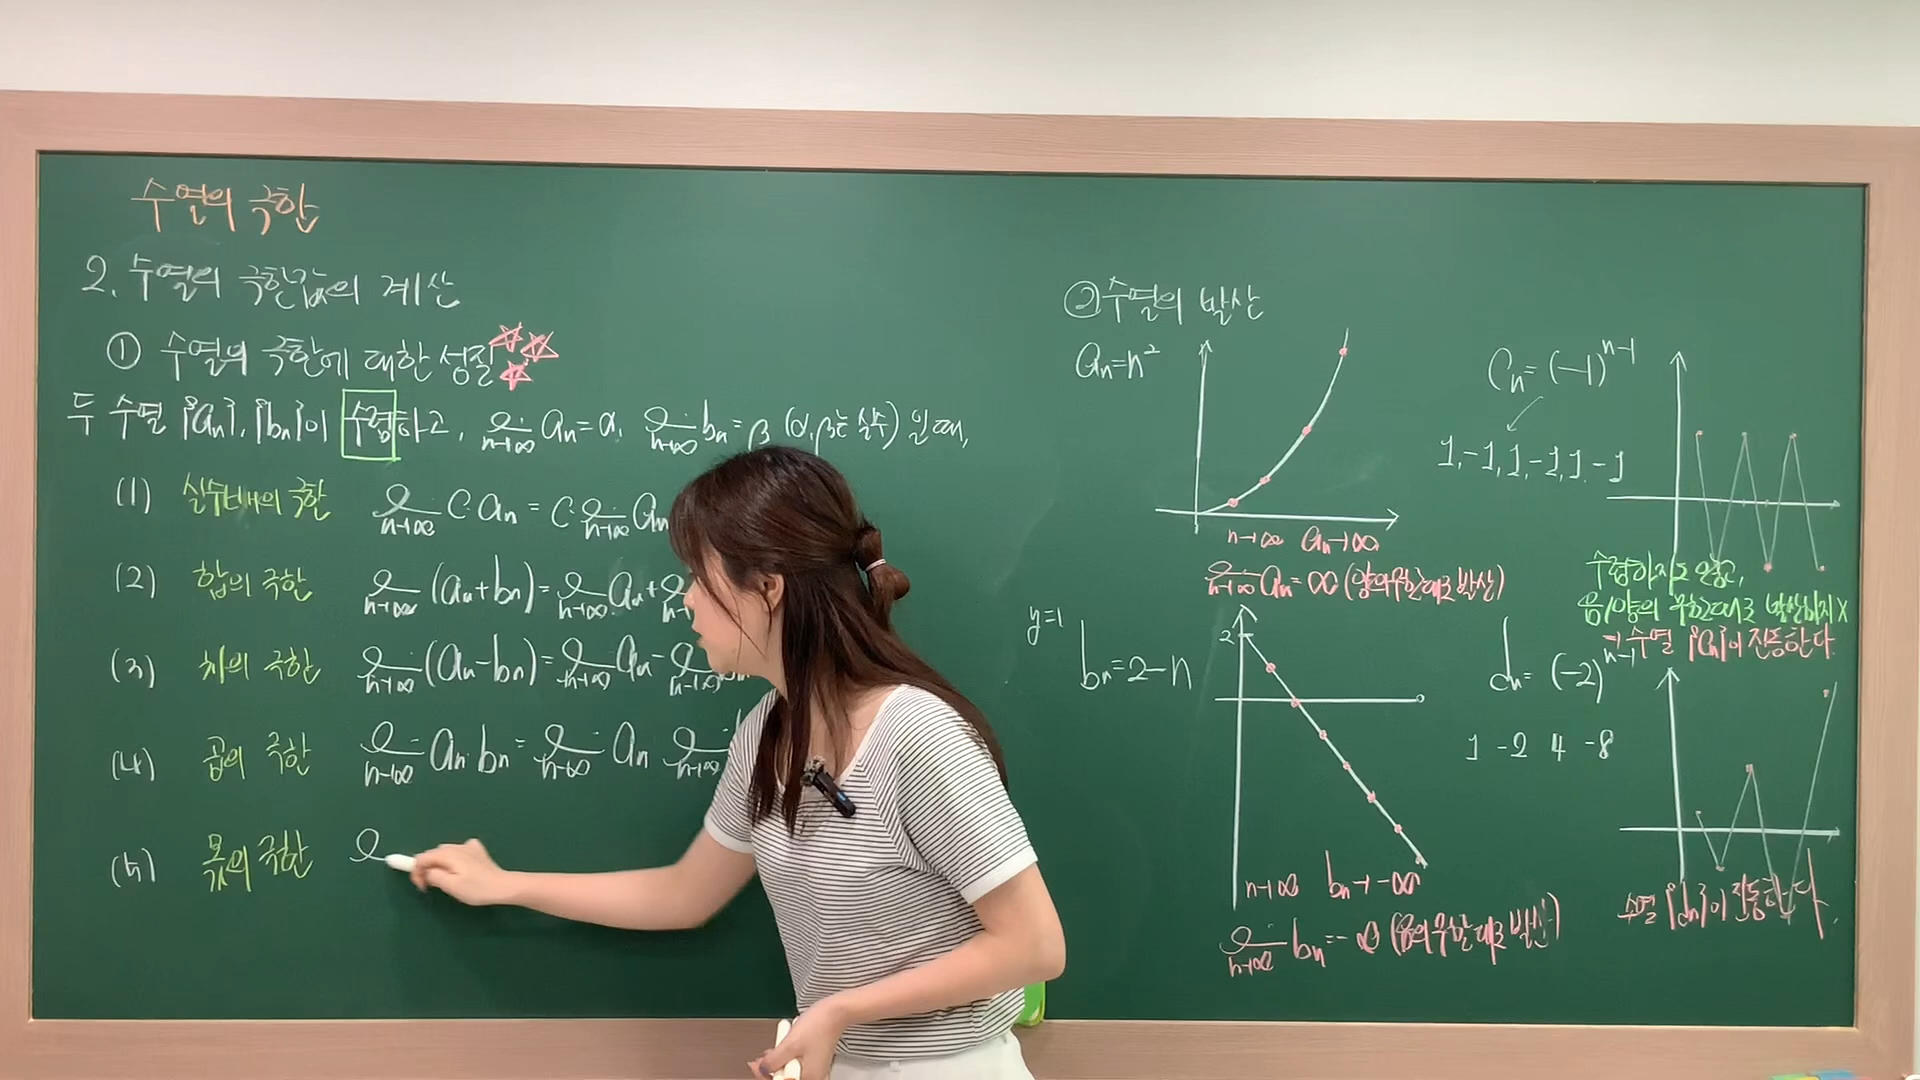 수열의 극한
2. 수열의 극한값의 계산
① 수열의 극한에 대한 성질
두 수열 {an}, {bn}이 수렴하고, lim n→∞ an = α, lim n→∞ bn = β (α, β는 실수) 일 때,
(1) 실수배의 극한 lim n→∞ C·an = C·lim n→∞ an
(2) 합의 극한 lim n→∞ (an+bn) = lim n→∞ an + lim
(3) 차의 극한 lim n→∞ (an-bn) = lim n→∞ an - lim n→∞
(4) 곱의 극한 lim n→∞ an·bn = lim n→∞ an lim n→∞
(5) 몫의 극한
② 수열의 발산
an=n²
n→∞ an→∞
lim n→∞ an = ∞ (양의 무한대로 발산)
y=1
bn=2-n
2
n→∞ bn→-∞
lim n→∞ bn = -∞ (음의 무한대로 발산)
Cn=(-1)^n-1
1, -1, 1, -1, 1, -1
수렴하지도 않고,
음/양의 무한대로 발산하지 X
→ 수열 {an}이 진동한다.
dn=(-2)^n-1
1 -2 4 -8
수열 {dn}이 진동한다.